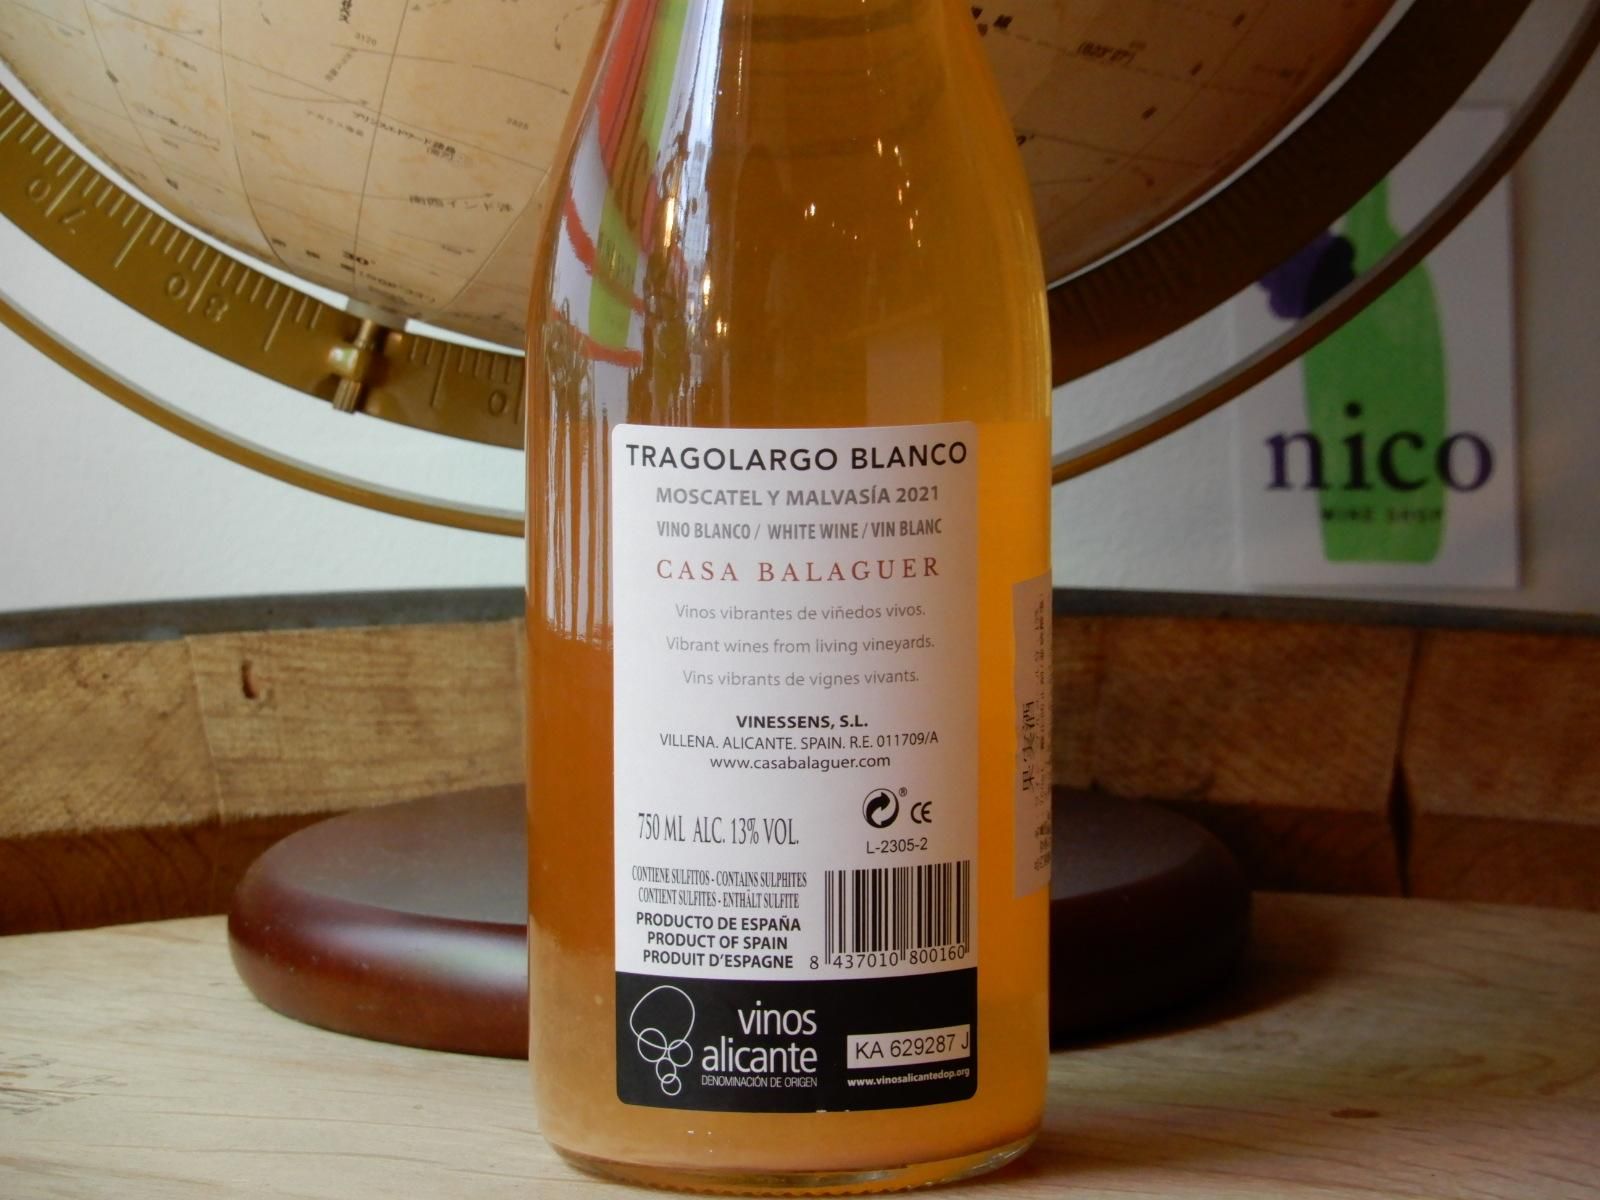 TRAGOLARGO BLANCO
MOSCATEL Y MALVASÍA 2021
VINO BLANCO / WHITE WINE / VIN BLANC
CASA BALAGUER
Vinos vibrantes de viñedos vivos.
Vibrant wines from living vineyards.
Vins vibrants de vignes vivants.
VINESSENS, S.L.
VILLENA. ALICANTE. SPAIN. R.E. 011709/A
www.casabalaguer.com
750 ML ALC. 13% VOL.
L-2305-2
CONTIENE SULFITOS - CONTAINS SULPHITES
CONTIENT SULFITES - ENTHÄLT SULFITE
PRODUCTO DE ESPAÑA
PRODUCT OF SPAIN
PRODUIT D'ESPAGNE
8 437010 800160
vinos
alicante
DENOMINACIÓN DE ORIGEN
KA 629287 J
www.vinosalicantedop.org
nico
WINE SHOP